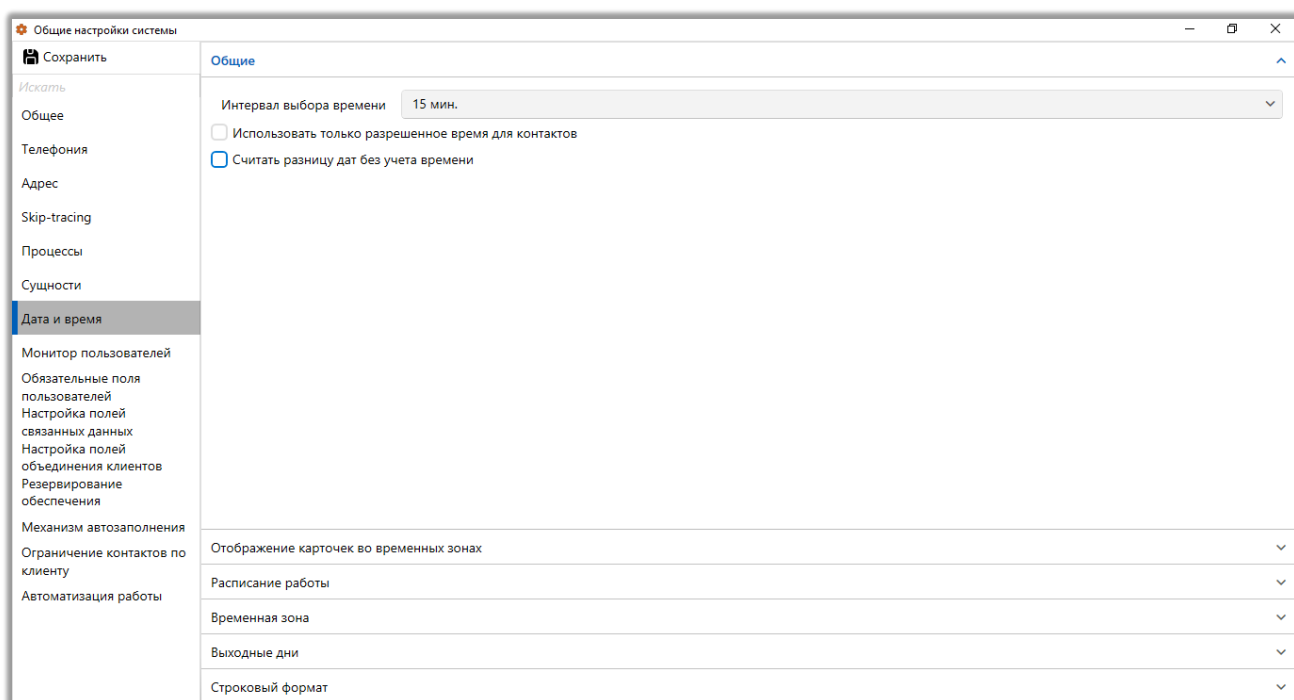 Общие настройки системы
Сохранить
Искать
Общее
Телефония
Адрес
Skip-tracing
Процессы
Сущности
Дата и время
Монитор пользователей
Обязательные поля
пользователей
Настройка полей
связанных данных
Настройка полей
объединения клиентов
Резервирование
обеспечения
Механизм автозаполнения
Ограничение контактов по
клиенту
Автоматизация работы
Общие
Интервал выбора времени 15 мин.
Использовать только разрешенное время для контактов
Считать разницу дат без учета времени
Отображение карточек во временных зонах
Расписание работы
Временная зона
Выходные дни
Строковый формат